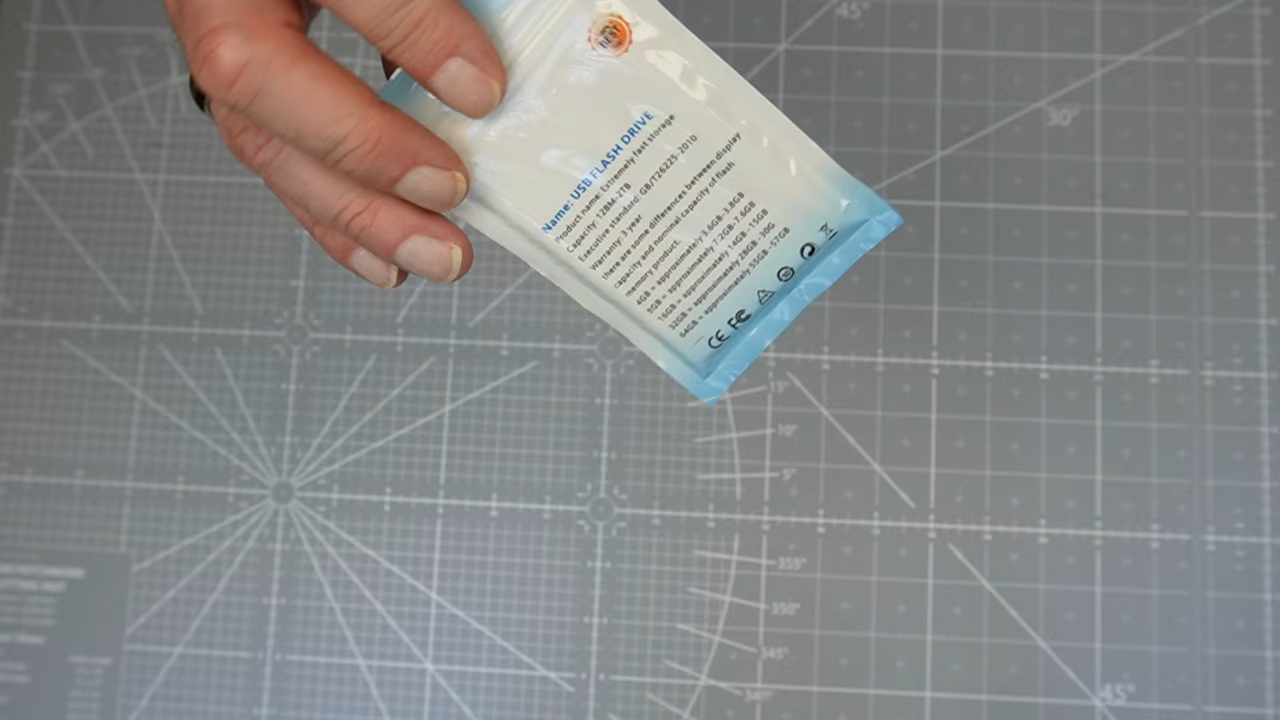 Name: USB FLASH DRIVE
Product name: Extremely fast storage
Capacity: 128M-2TB
Executive standard: GB/T26225-2010
Warranty: 3 year
there are some differences between display
capacity and nominal capacity of flash
memory product.
4GB = approximately 3.6GB-3.8GB
8GB = approximately 7.2GB-7.6GB
16GB = approximately 14GB -15GB
32GB = approximately 28GB -30G
64GB = approximately 55GB -57GB
CE FC
45°
30°
15°
10°
5°
355°
350°
345°
340°
45°